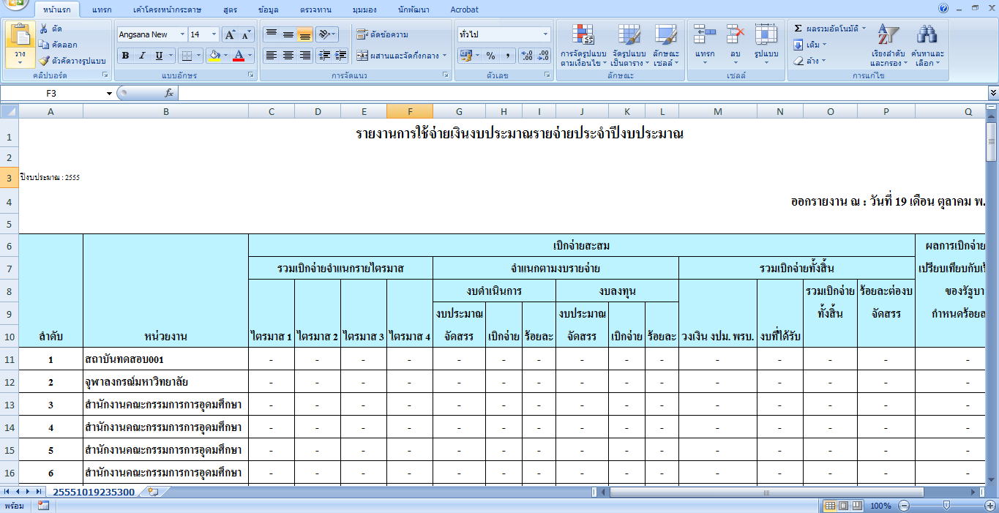 หน้าแรก แทรก เค้าโครงหน้ากระดาษ สูตร ข้อมูล ตรวจทาน มุมมอง นักพัฒนา Acrobat
วาง ตัด คัดลอก ตัวคัดวางรูปแบบ
คลิปบอร์ด
Angsana New 14
B I U A
แบบอักษร
ตัดข้อความ
ผสานและจัดกึ่งกลาง
การจัดแนว
ทั่วไป
% ,
ตัวเลข
การจัดรูปแบบ ตามเงื่อนไข
จัดรูปแบบ เป็นตาราง
ลักษณะ เซลล์
ลักษณะ
แทรก ลบ รูปแบบ
เซลล์
Σ ผลรวมอัตโนมัติ
เติม
ล้าง
เรียงลำดับ และกรอง
ค้นหาและ เลือก
การแก้ไข
F3 fx
A B C D E F G H I J K L M N O P Q
1 รายงานการใช้จ่ายเงินงบประมาณรายจ่ายประจำปีงบประมาณ
2
3 ปีงบประมาณ : 2555
4 ออกรายงาน ณ : วันที่ 19 เดือน ตุลาคม พ.
5
6 เบิกจ่ายสะสม ผลการเบิกจ่าย
7 รวมเบิกจ่ายจำแนกรายไตรมาส จำแนกตามงบรายจ่าย รวมเบิกจ่ายทั้งสิ้น เปรียบเทียบกับเ
8 งบดำเนินการ งบลงทุน รวมเบิกจ่าย ร้อยละต่องบ ของรัฐบา
9 งบประมาณ งบประมาณ ทั้งสิ้น จัดสรร กำหนดร้อยล
10 ลำดับ หน่วยงาน ไตรมาส 1 ไตรมาส 2 ไตรมาส 3 ไตรมาส 4 จัดสรร เบิกจ่าย ร้อยละ จัดสรร เบิกจ่าย ร้อยละ วงเงิน งปม. พรบ. งบที่ได้รับ
11 1 สถาบันทดสอบ001 - - - - - - - - - - - - - - -
12 2 จุฬาลงกรณ์มหาวิทยาลัย - - - - - - - - - - - - - - -
13 3 สำนักงานคณะกรรมการการอุดมศึกษา - - - - - - - - - - - - - - -
14 4 สำนักงานคณะกรรมการการอุดมศึกษา - - - - - - - - - - - - - - -
15 5 สำนักงานคณะกรรมการการอุดมศึกษา - - - - - - - - - - - - - - -
16 6 สำนักงานคณะกรรมการการอุดมศึกษา - - - - - - - - - - - - - - -
25551019235300
พร้อม 100%